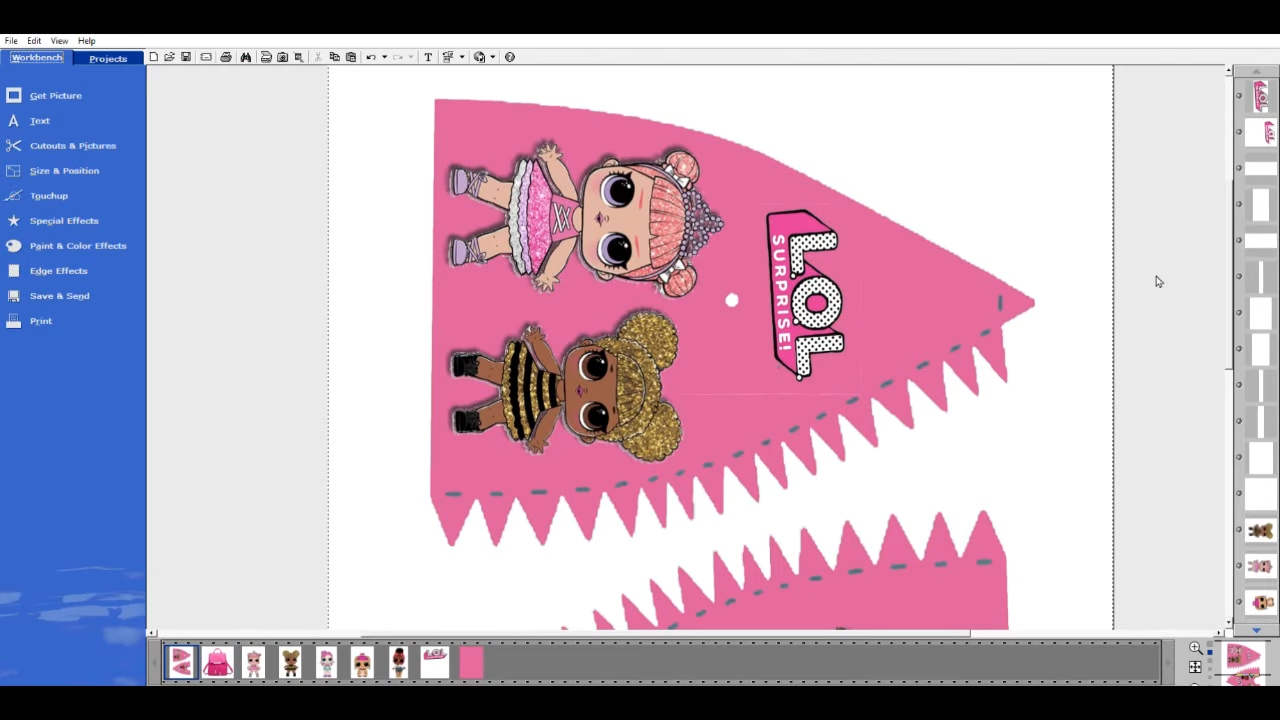 File Edit View Help
Workbench Projects
Get Picture
Text
Cutouts & Pictures
Size & Position
Touchup
Special Effects
Paint & Color Effects
Edge Effects
Save & Send
Print
LOL
SURPRISE!